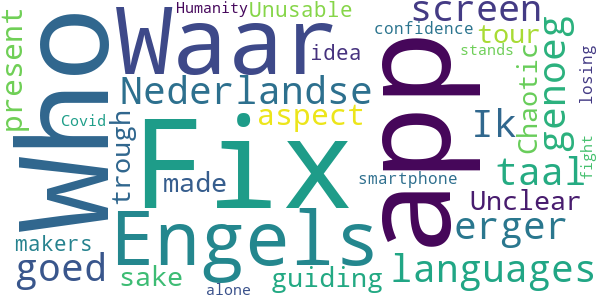 Who
present
Covid
makers
goed
Waar
Humanity
Unusable
idea
Nederlandse
Fix
aspect
trough
made
Engels
sake
alone
guiding
app
screen
confidence
tour
stands
Ik
Chaotic
genoeg
losing
fight
smartphone
taal
Unclear
erger
languages